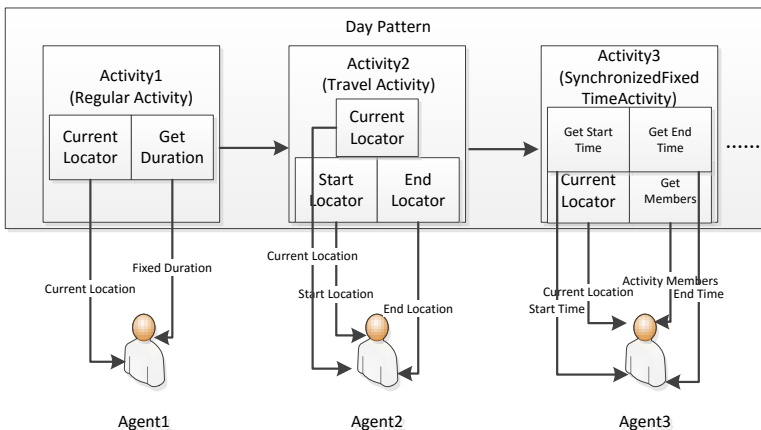 Day Pattern
Activity1
(Regular Activity)
Current
Locator
Get
Duration
Activity2
(Travel Activity)
Current
Locator
Start
Locator
End
Locator
Activity3
(SynchronizedFixed
TimeActivity)
Get Start
Time
Get End
Time
Current
Locator
Get
Members
......
Fixed Duration
Current Location
Current Location
Start Location
End Location
Activity Members
Current Location
End Time
Start Time
Agent1
Agent2
Agent3